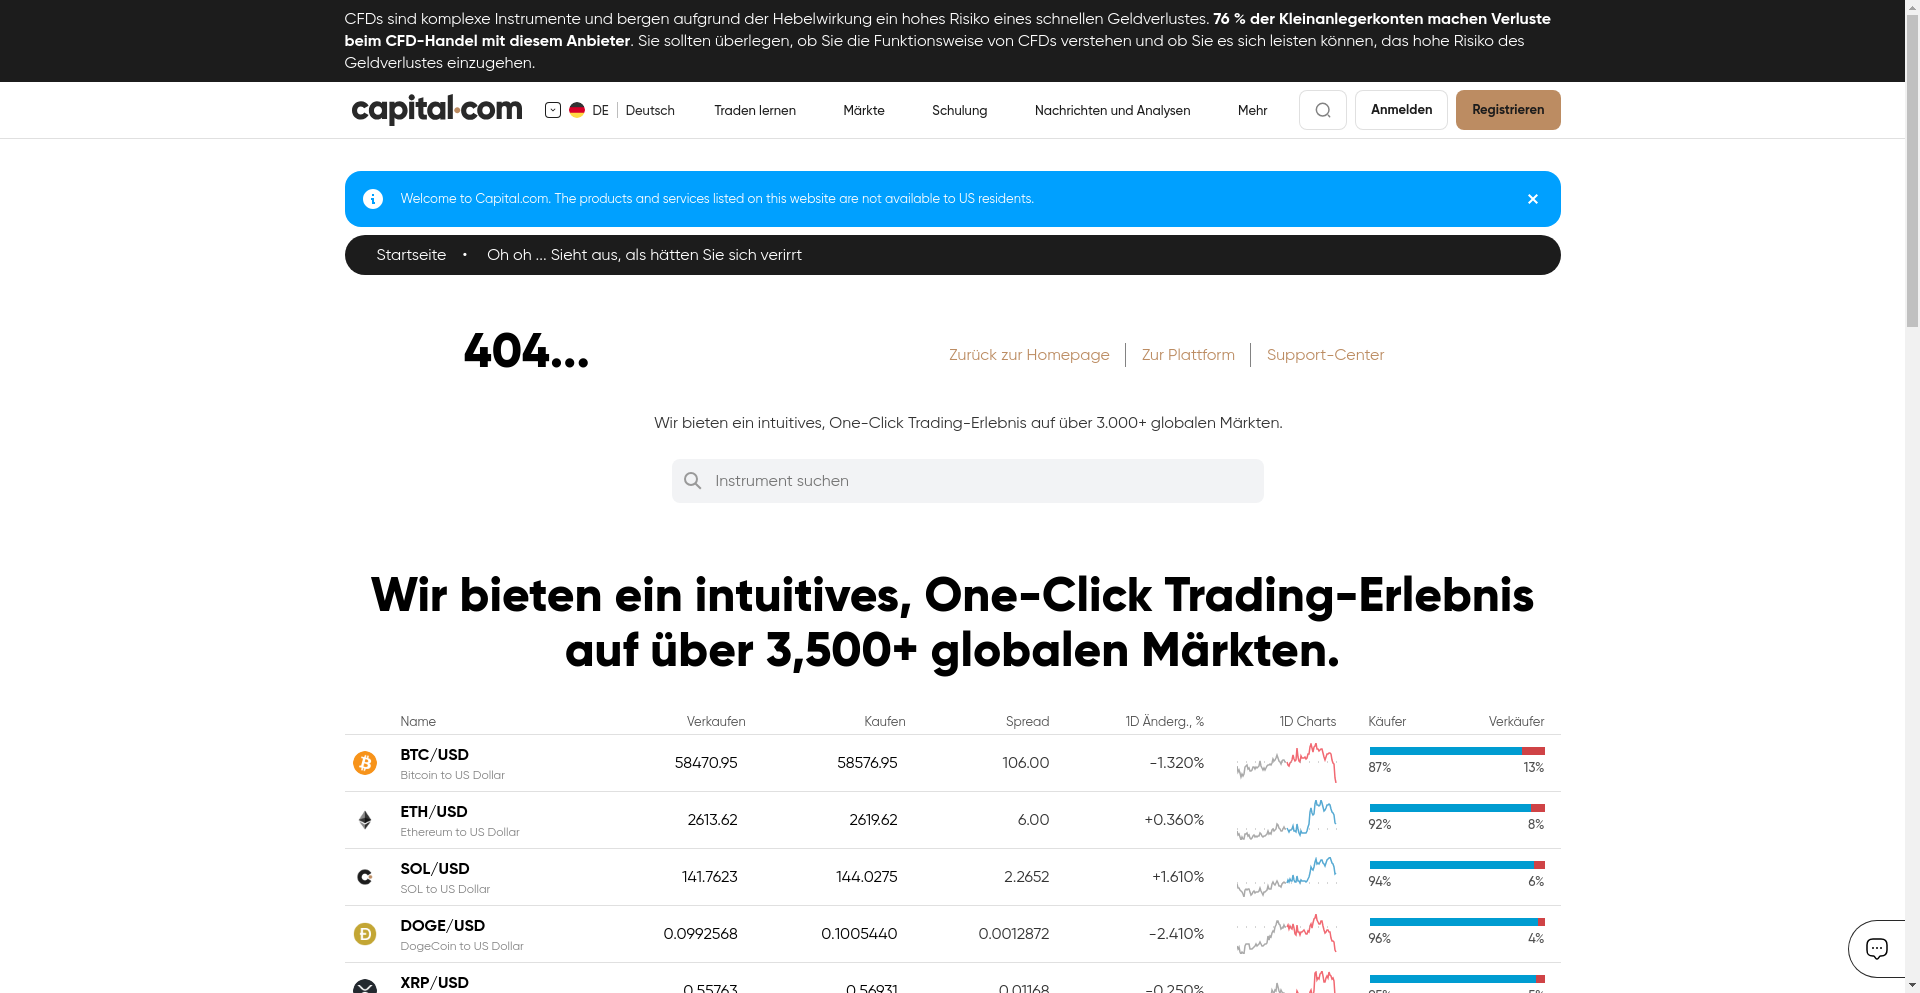 CFDs sind komplexe Instrumente und bergen aufgrund der Hebelwirkung ein hohes Risiko eines schnellen Geldverlustes. 76 % der Kleinanlegerkonten machen Verluste
beim CFD-Handel mit diesem Anbieter. Sie sollten überlegen, ob Sie die Funktionsweise von CFDs verstehen und ob Sie es sich leisten können, das hohe Risiko des
Geldverlustes einzugehen.
capital.com DE Deutsch Traden lernen Märkte Schulung Nachrichten und Analysen Mehr Anmelden Registrieren
Welcome to Capital.com. The products and services listed on this website are not available to US residents.
Startseite • Oh oh ... Sieht aus, als hätten Sie sich verirrt
404...
Zurück zur Homepage Zur Plattform Support-Center
Wir bieten ein intuitives, One-Click Trading-Erlebnis auf über 3.000+ globalen Märkten.
Instrument suchen
Wir bieten ein intuitives, One-Click Trading-Erlebnis
auf über 3,500+ globalen Märkten.
Name Verkaufen Kaufen Spread 1D Änderg., % 1D Charts Käufer Verkäufer
BTC/USD 58470.95 58576.95 106.00 -1.320% 87% 13%
Bitcoin to US Dollar
ETH/USD 2613.62 2619.62 6.00 +0.360% 92% 8%
Ethereum to US Dollar
SOL/USD 141.7623 144.0275 2.2652 +1.610% 94% 6%
SOL to US Dollar
DOGE/USD 0.0992568 0.1005440 0.0012872 -2.410% 96% 4%
DogeCoin to US Dollar
XRP/USD 0.55763 0.56931 0.01168 -0.250%